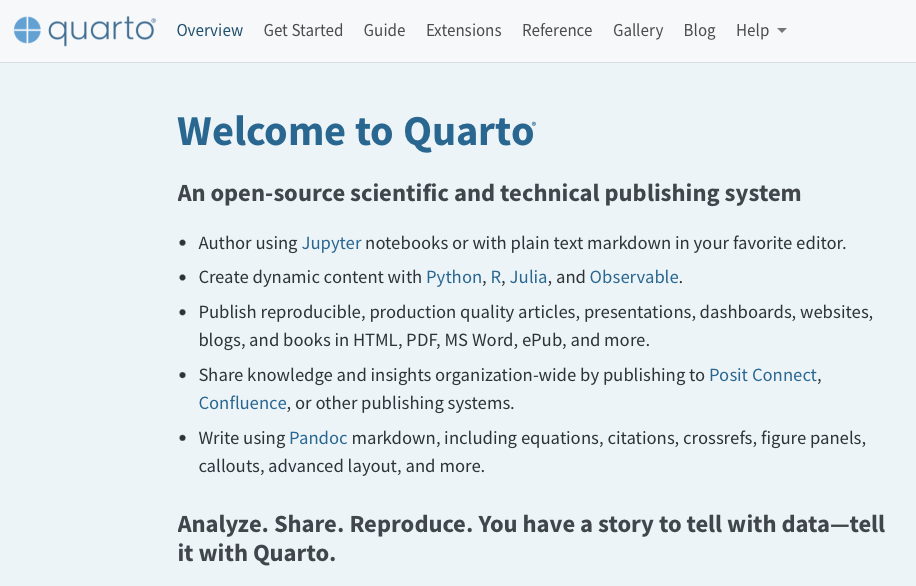 quarto® Overview Get Started Guide Extensions Reference Gallery Blog Help
Welcome to Quarto®
An open-source scientific and technical publishing system
• Author using Jupyter notebooks or with plain text markdown in your favorite editor.
• Create dynamic content with Python, R, Julia, and Observable.
• Publish reproducible, production quality articles, presentations, dashboards, websites,
blogs, and books in HTML, PDF, MS Word, ePub, and more.
• Share knowledge and insights organization-wide by publishing to Posit Connect,
Confluence, or other publishing systems.
• Write using Pandoc markdown, including equations, citations, crossrefs, figure panels,
callouts, advanced layout, and more.
Analyze. Share. Reproduce. You have a story to tell with data—tell
it with Quarto.